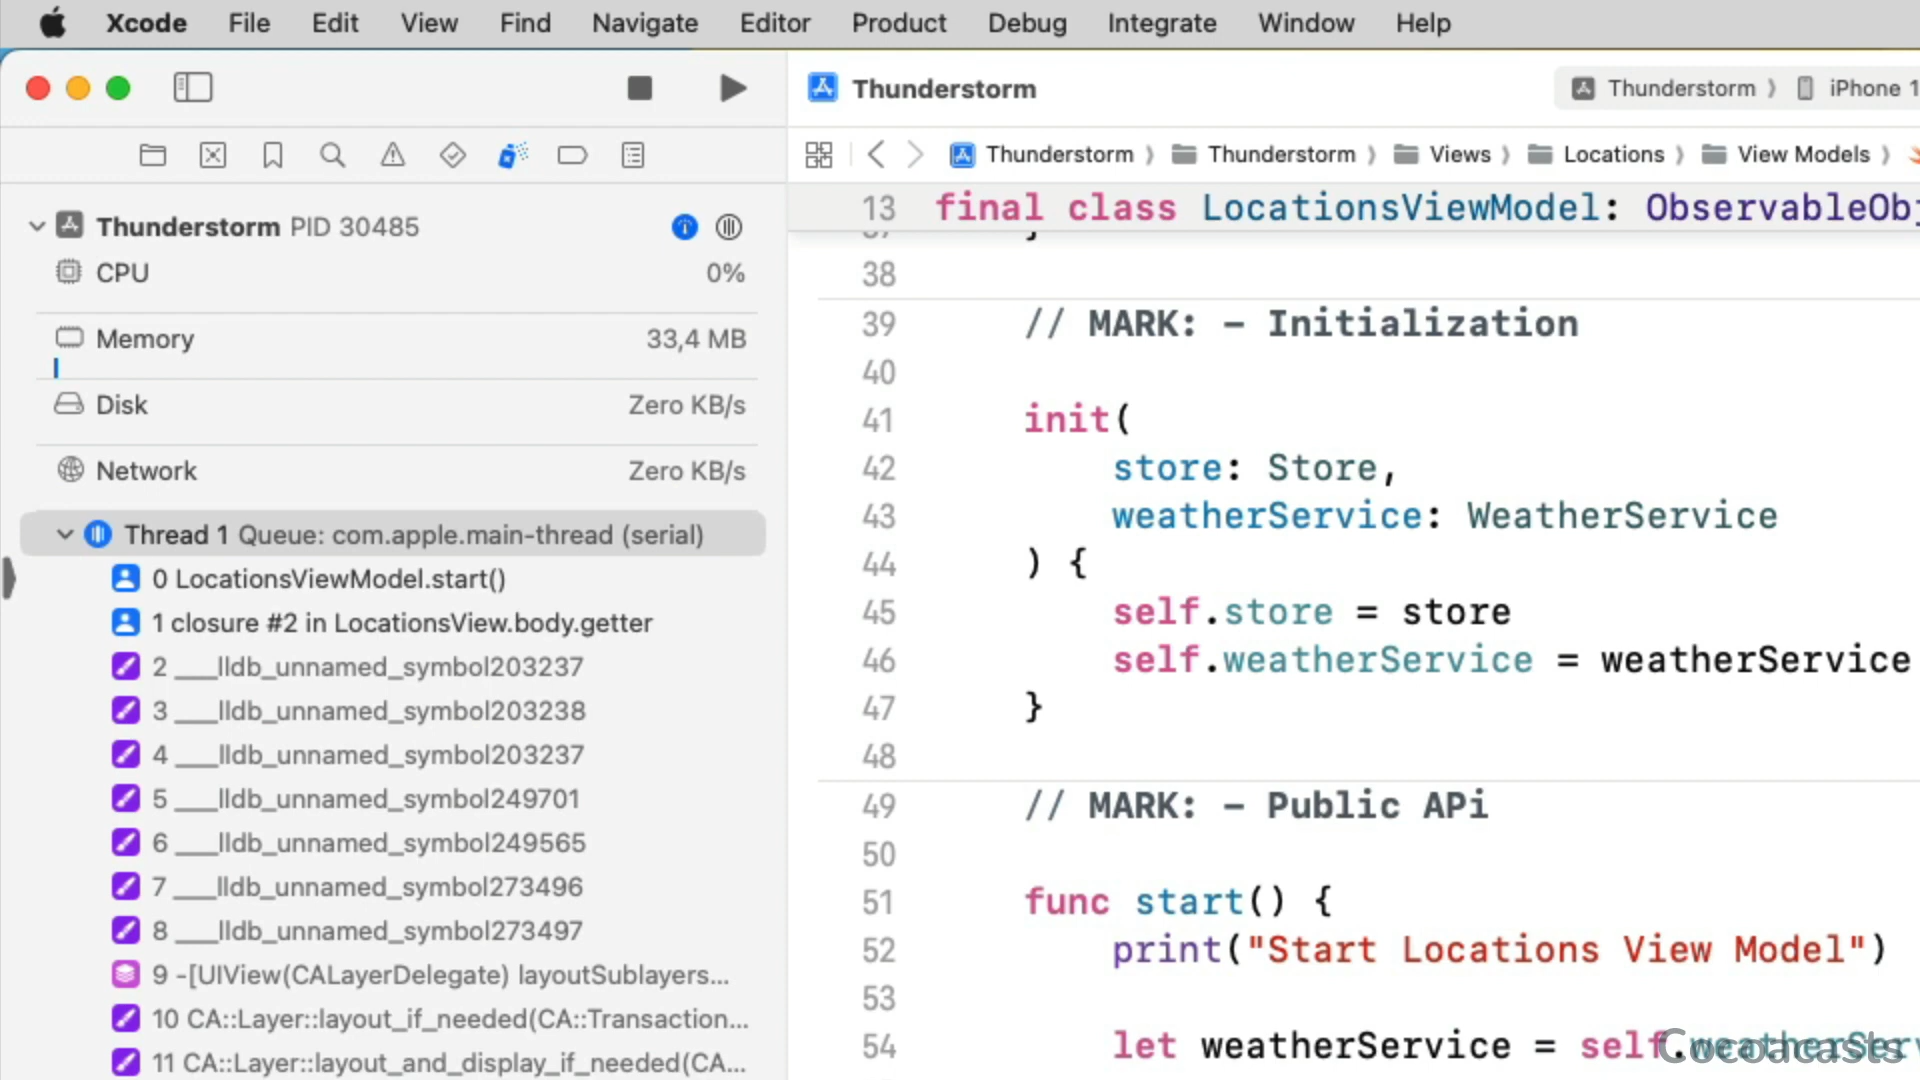 Xcode File Edit View Find Navigate Editor Product Debug Integrate Window Help
Thunderstorm
Thunderstorm 〉 iPhone 1
Thunderstorm 〉 Thunderstorm 〉 Views 〉 Locations 〉 View Models 〉
Thunderstorm PID 30485
CPU 0%
Memory 33,4 MB
Disk Zero KB/s
Network Zero KB/s
Thread 1 Queue: com.apple.main-thread (serial)
0 LocationsViewModel.start()
1 closure #2 in LocationsView.body.getter
2 ___lldb_unnamed_symbol203237
3 ___lldb_unnamed_symbol203238
4 ___lldb_unnamed_symbol203237
5 ___lldb_unnamed_symbol249701
6 ___lldb_unnamed_symbol249565
7 ___lldb_unnamed_symbol273496
8 ___lldb_unnamed_symbol273497
9 -[UIView(CALayerDelegate) layoutSublayers...
10 CA::Layer::layout_if_needed(CA::Transaction...
11 CA::Layer::layout_and_display_if_needed(CA...
13 final class LocationsViewModel: ObservableObj
38
39 // MARK: – Initialization
40
41 init(
42 store: Store,
43 weatherService: WeatherService
44 ) {
45 self.store = store
46 self.weatherService = weatherService
47 }
48
49 // MARK: – Public APi
50
51 func start() {
52 print("Start Locations View Model")
53
54 let weatherService = self.weatherServ
Cocoacasts